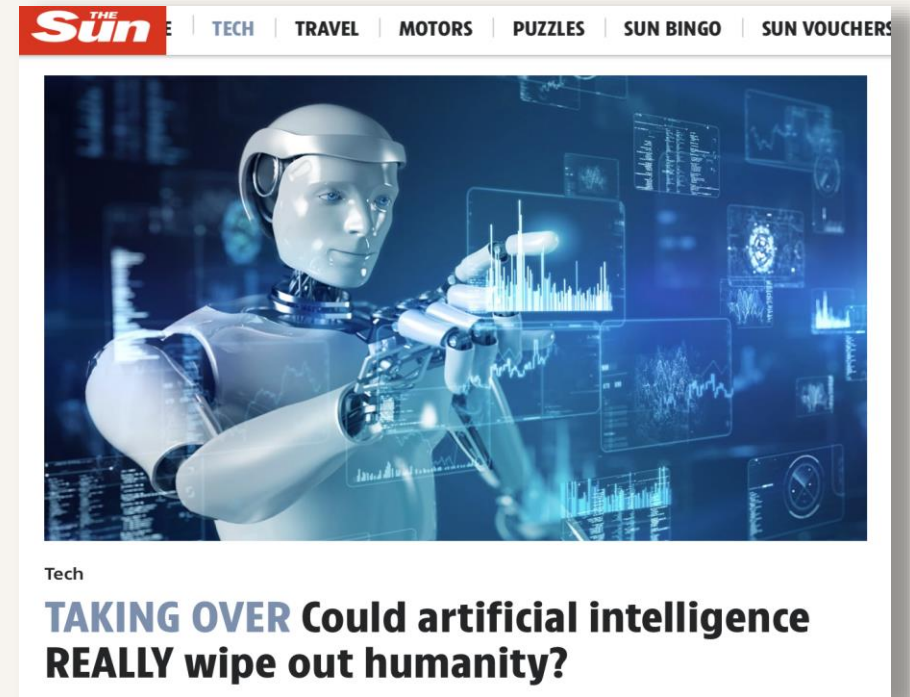 THE
Sun E TECH TRAVEL MOTORS PUZZLES SUN BINGO SUN VOUCHERS
Tech
TAKING OVER Could artificial intelligence
REALLY wipe out humanity?